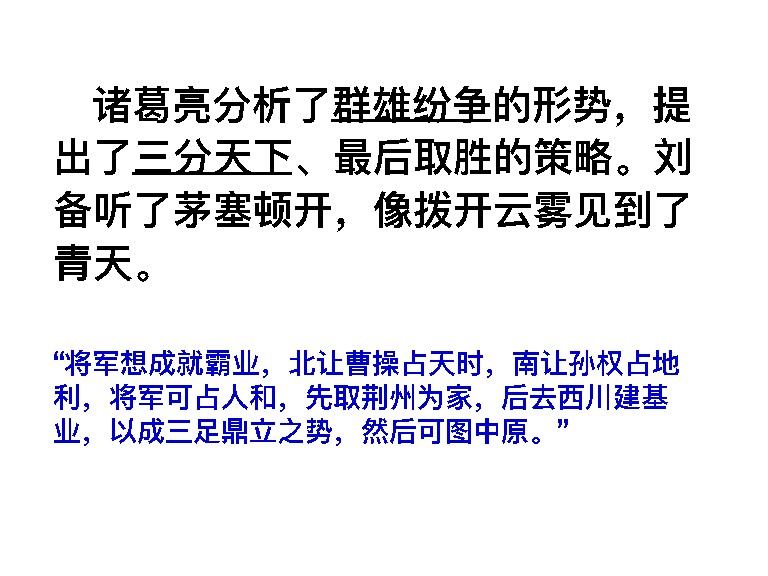 诸葛亮分析了群雄纷争的形势，提
出了三分天下、最后取胜的策略。刘
备听了茅塞顿开，像拨开云雾见到了
青天。
“将军想成就霸业，北让曹操占天时，南让孙权占地
利，将军可占人和，先取荆州为家，后去西川建基
业，以成三足鼎立之势，然后可图中原。”